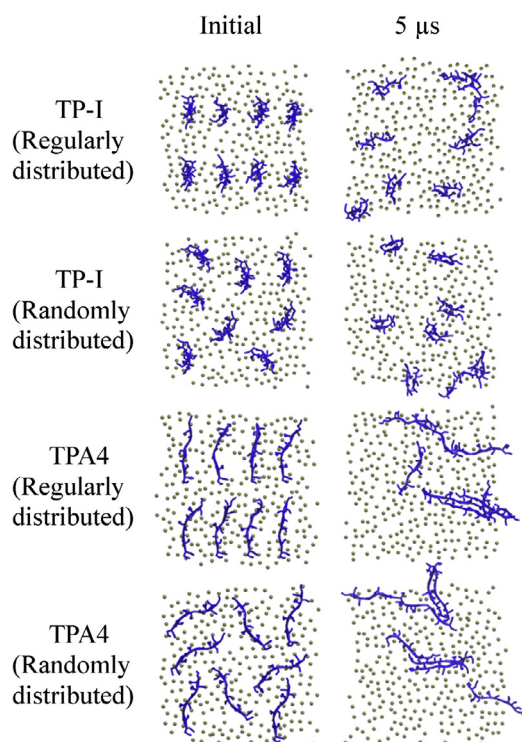 Initial 5 µs
TP-I
(Regularly
distributed)
TP-I
(Randomly
distributed)
TPA4
(Regularly
distributed)
TPA4
(Randomly
distributed)